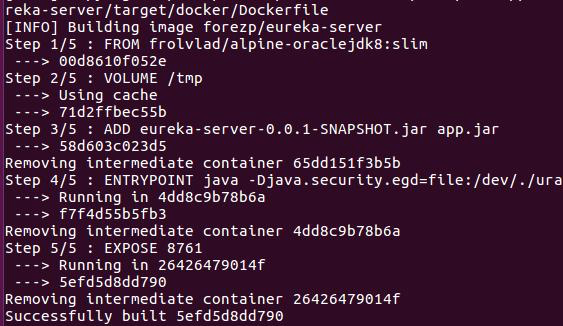 reka-server/target/docker/Dockerfile
[INFO] Building image forezp/eureka-server
Step 1/5 : FROM frolvlad/alpine-oraclejdk8:slim
---> 00d8610f052e
Step 2/5 : VOLUME /tmp
---> Using cache
---> 71d2ffbec55b
Step 3/5 : ADD eureka-server-0.0.1-SNAPSHOT.jar app.jar
---> 58d603c023d5
Removing intermediate container 65dd151f3b5b
Step 4/5 : ENTRYPOINT java -Djava.security.egd=file:/dev/./ura
---> Running in 4dd8c9b78b6a
---> f7f4d55b5fb3
Removing intermediate container 4dd8c9b78b6a
Step 5/5 : EXPOSE 8761
---> Running in 26426479014f
---> 5efd5d8dd790
Removing intermediate container 26426479014f
Successfully built 5efd5d8dd790